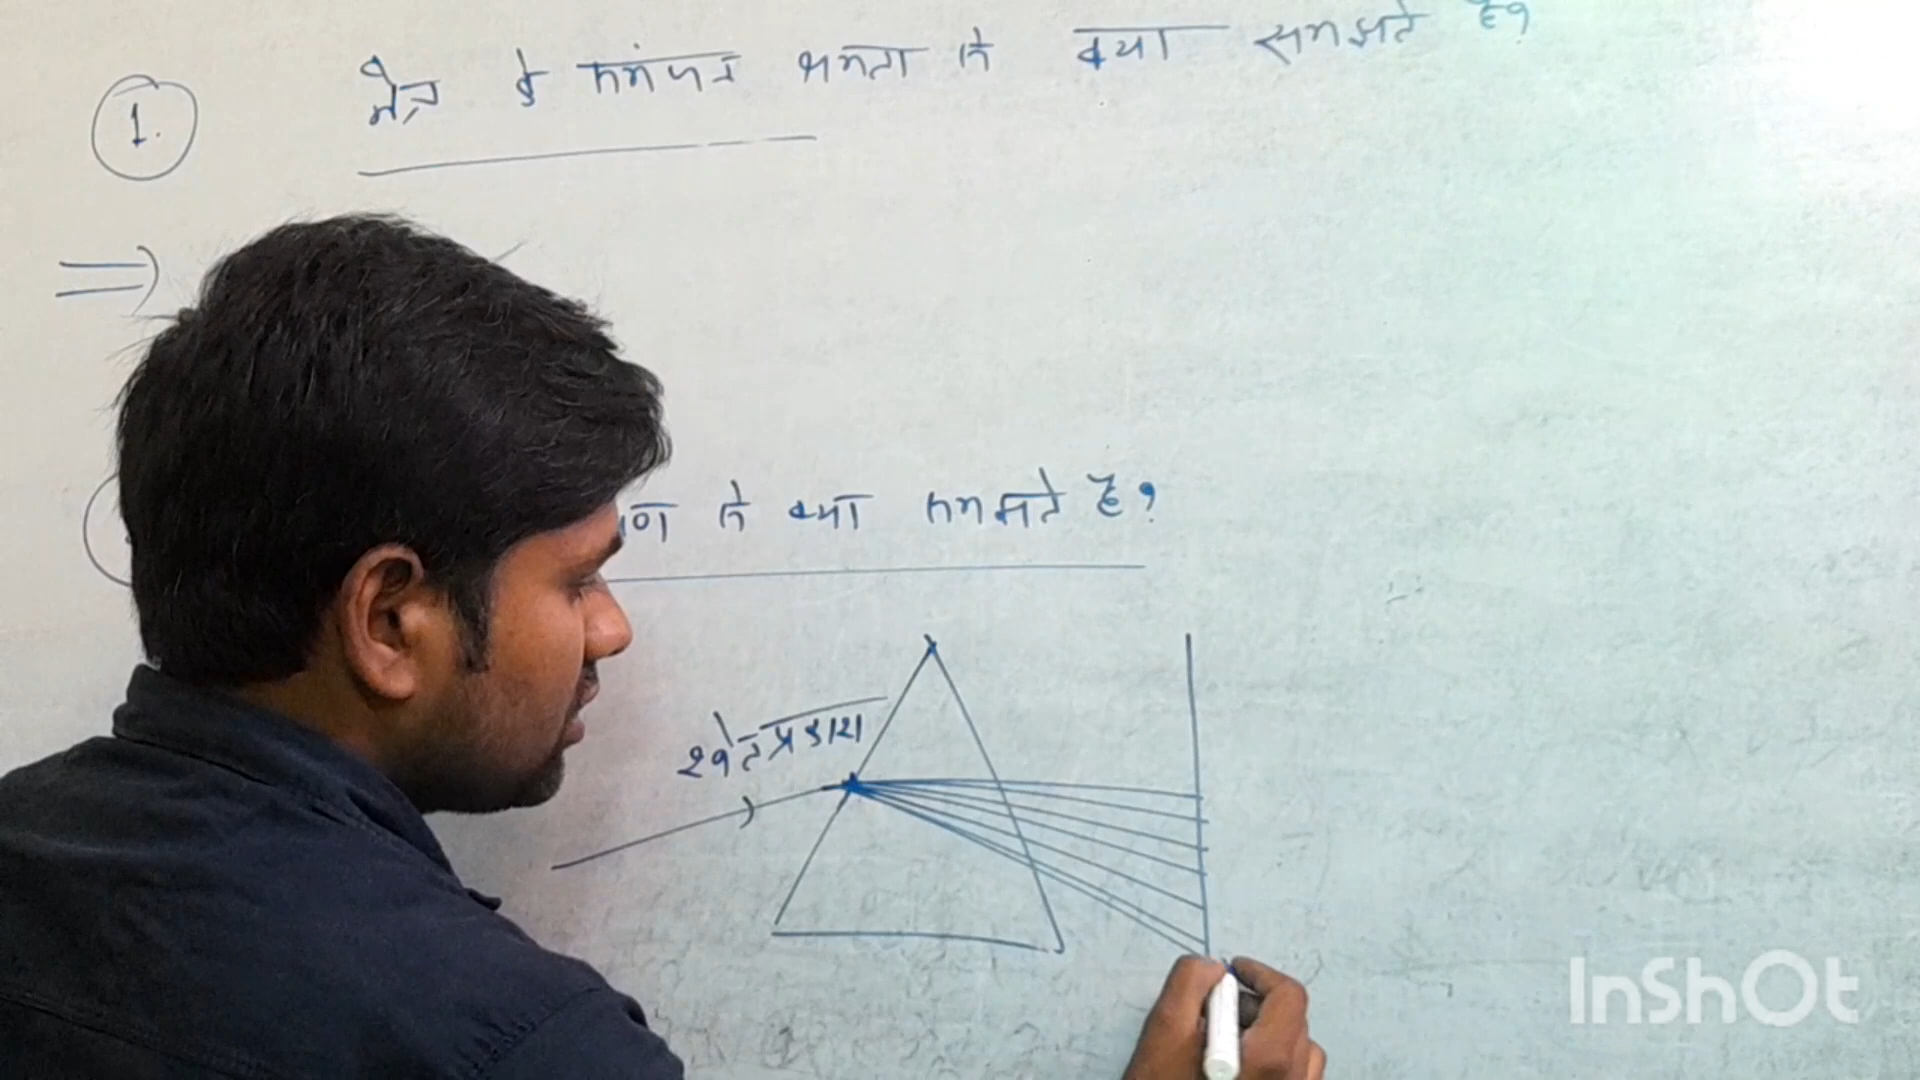 1.
नेत्र के समंजन क्षमता से क्या समझते हैं?
से क्या समझते हैं?
श्वेत प्रकाश
InShOt